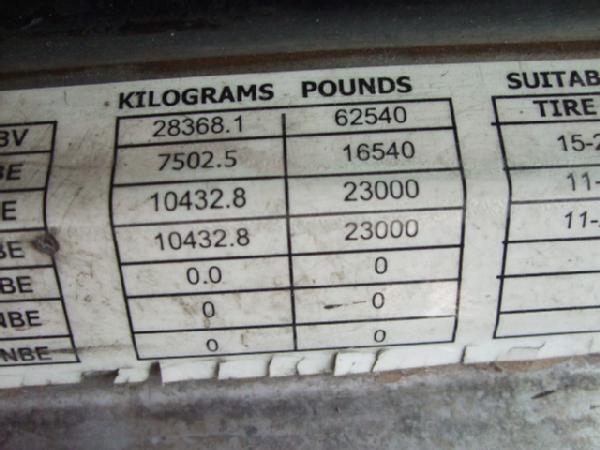 KILOGRAMS POUNDS SUITAB
BV 28368.1 62540 TIRE
BE 7502.5 16540 15-2
E 10432.8 23000 11-
BE 10432.8 23000 11-
BE 0.0 0
NBE 0 0
NBE 0 0